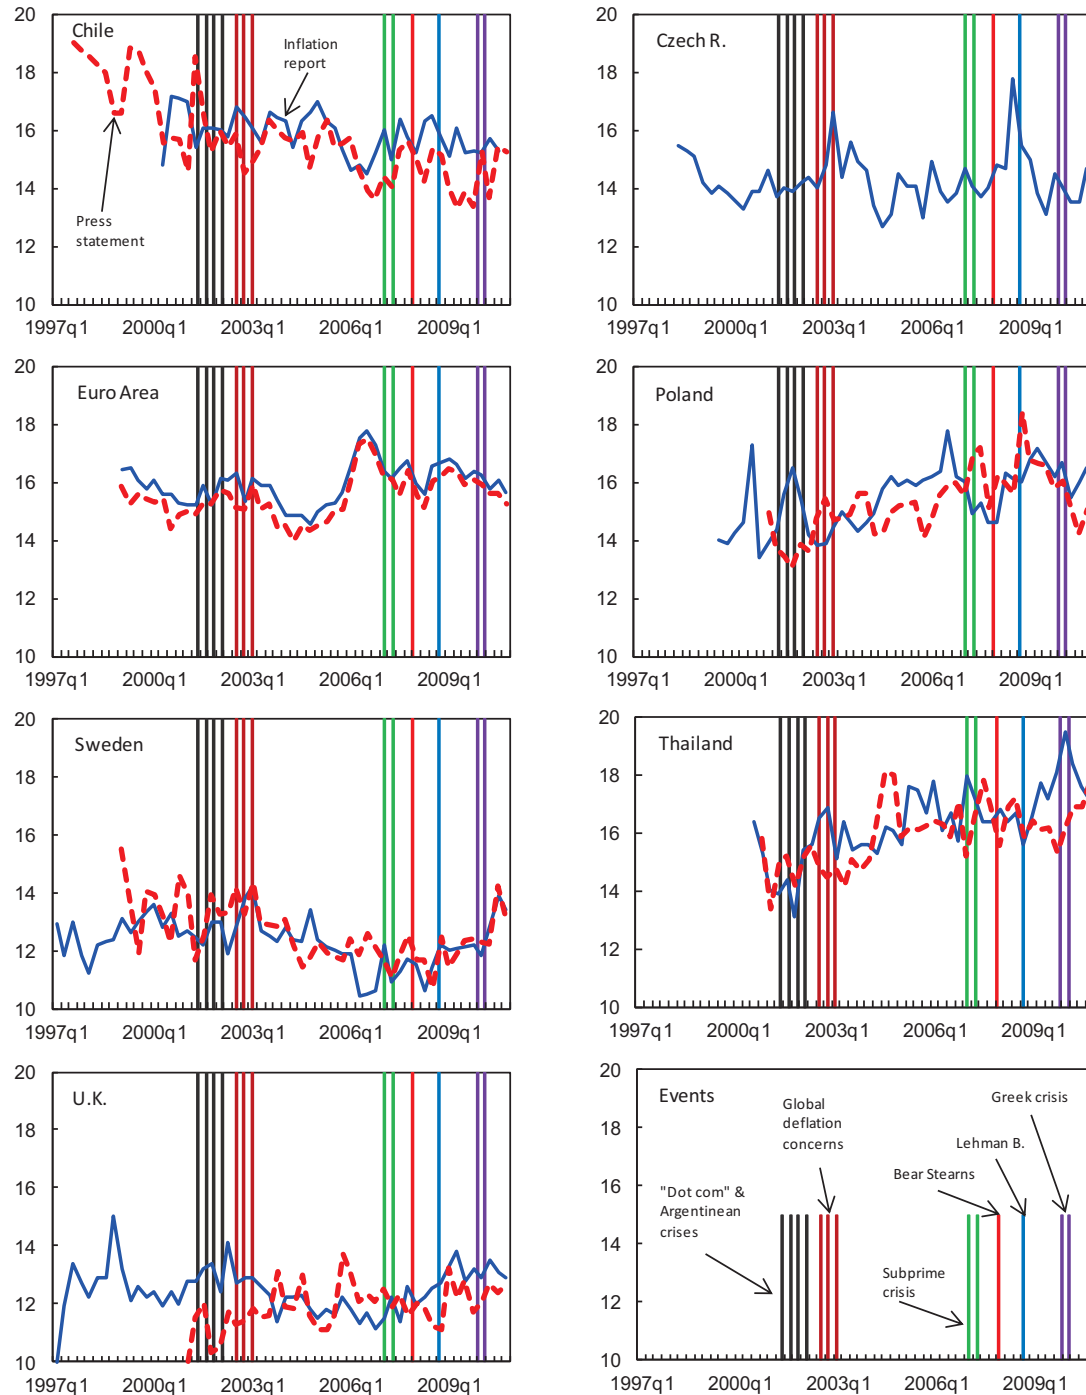 Chile
Inflation
report
Press
statement
20
18
16
14
12
10
1997q1 2000q1 2003q1 2006q1 2009q1
Czech R.
20
18
16
14
12
10
1997q1 2000q1 2003q1 2006q1 2009q1
Euro Area
20
18
16
14
12
10
1997q1 2000q1 2003q1 2006q1 2009q1
Poland
20
18
16
14
12
10
1997q1 2000q1 2003q1 2006q1 2009q1
Sweden
20
18
16
14
12
10
1997q1 2000q1 2003q1 2006q1 2009q1
Thailand
20
18
16
14
12
10
1997q1 2000q1 2003q1 2006q1 2009q1
U.K.
20
18
16
14
12
10
1997q1 2000q1 2003q1 2006q1 2009q1
Events
Global
deflation
concerns
Greek crisis
Lehman B.
Bear Stearns
"Dot com" &
Argentinean
crises
Subprime
crisis
20
18
16
14
12
10
1997q1 2000q1 2003q1 2006q1 2009q1